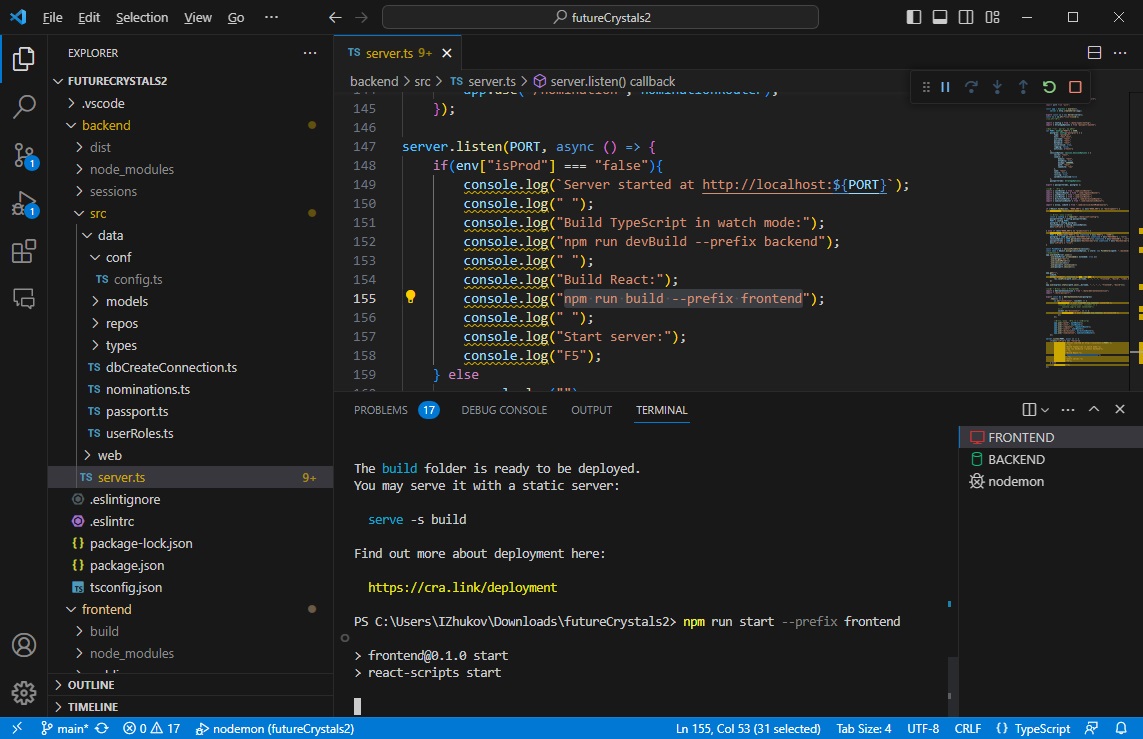 File Edit Selection View Go ··· futureCrystals2
EXPLORER ···
FUTURECRYSTALS2
.vscode
backend
dist
node_modules
sessions
src
data
conf
TS config.ts
models
repos
types
TS dbCreateConnection.ts
TS nominations.ts
TS passport.ts
TS userRoles.ts
web
TS server.ts 9+
.eslintignore
.eslintrc
{} package-lock.json
{} package.json
TS tsconfig.json
frontend
build
node_modules
OUTLINE
TIMELINE
1
1
TS server.ts 9+
backend > src > TS server.ts > server.listen() callback
144 app.use("/nomination", nominationRouter);
145 });
146
147 server.listen(PORT, async () => {
148 if(env["isProd"] === "false"){
149 console.log(`Server started at http://localhost:${PORT}`);
150 console.log(" ");
151 console.log("Build TypeScript in watch mode:");
152 console.log("npm run devBuild --prefix backend");
153 console.log(" ");
154 console.log("Build React:");
155 console.log("npm run build --prefix frontend");
156 console.log(" ");
157 console.log("Start server:");
158 console.log("F5");
159 } else
PROBLEMS 17 DEBUG CONSOLE OUTPUT TERMINAL
The build folder is ready to be deployed.
You may serve it with a static server:
serve -s build
Find out more about deployment here:
https://cra.link/deployment
PS C:\Users\IZhukov\Downloads\futureCrystals2> npm run start --prefix frontend
> frontend@0.1.0 start
> react-scripts start
FRONTEND
BACKEND
nodemon
main* 0 17 nodemon (futureCrystals2) Ln 155, Col 53 (31 selected) Tab Size: 4 UTF-8 CRLF {} TypeScript